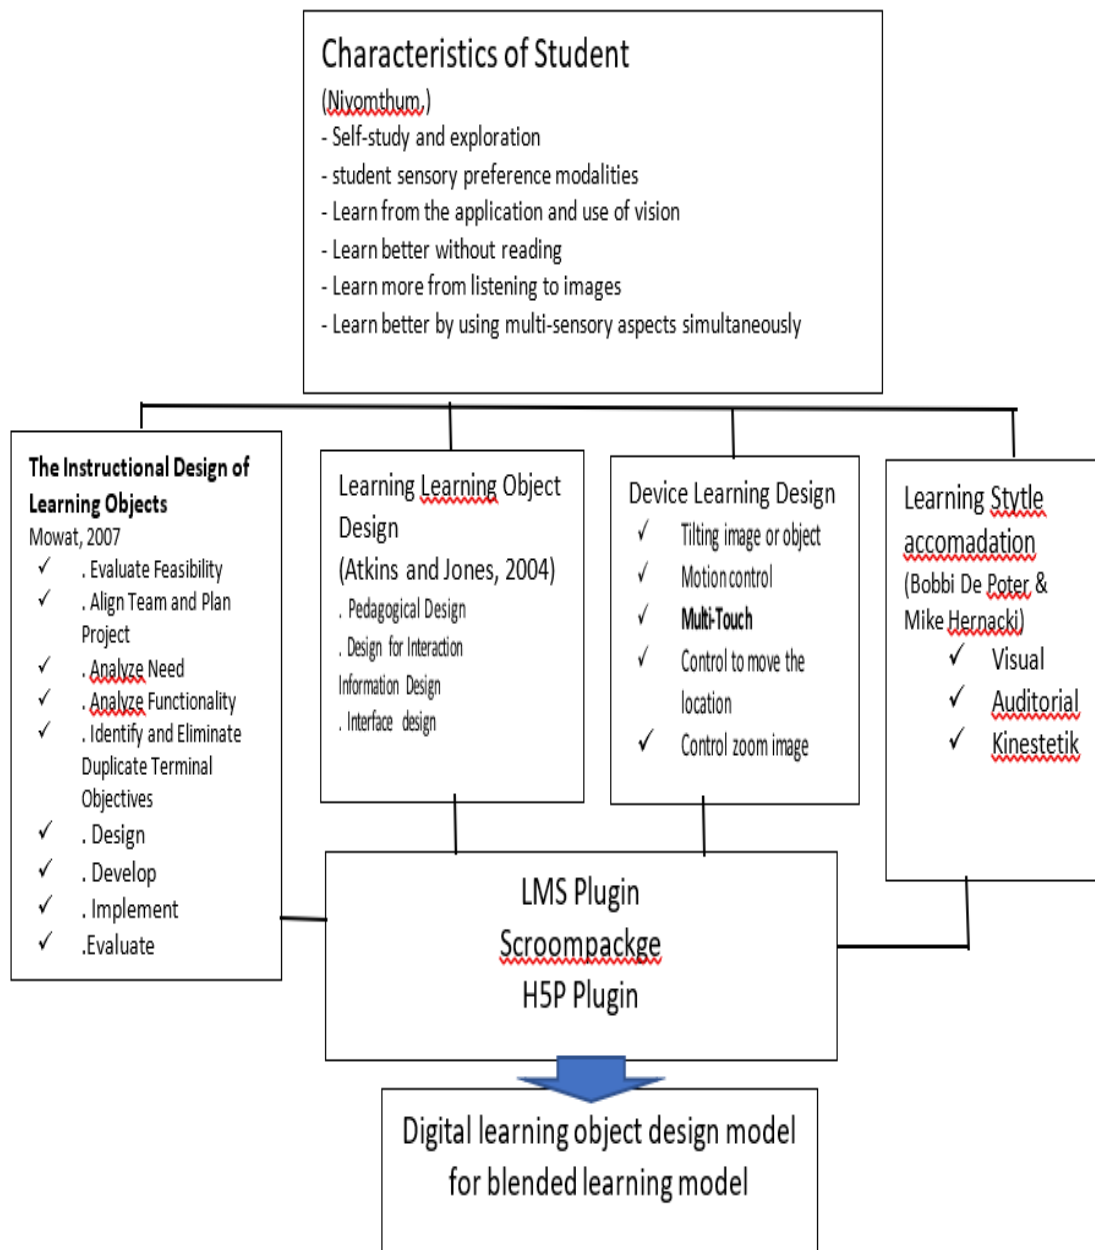 Characteristics of Student
(Niyomthum,)
- Self-study and exploration
- student sensory preference modalities
- Learn from the application and use of vision
- Learn better without reading
- Learn more from listening to images
- Learn better by using multi-sensory aspects simultaneously
The Instructional Design of
Learning Objects
Mowat, 2007
✓ . Evaluate Feasibility
✓ . Align Team and Plan
Project
✓ . Analyze Need
✓ . Analyze Functionality
✓ . Identify and Eliminate
Duplicate Terminal
Objectives
✓ . Design
✓ . Develop
✓ . Implement
✓ .Evaluate
Learning Learning Object
Design
(Atkins and Jones, 2004)
. Pedagogical Design
. Design for Interaction
Information Design
. Interface design
Device Learning Design
✓ Tilting image or object
✓ Motion control
✓ Multi-Touch
✓ Control to move the
location
✓ Control zoom image
Learning Stytle
accomadation
(Bobbi De Poter &
Mike Hernacki)
✓ Visual
✓ Auditorial
✓ Kinestetik
LMS Plugin
Scroompackge
H5P Plugin
Digital learning object design model
for blended learning model